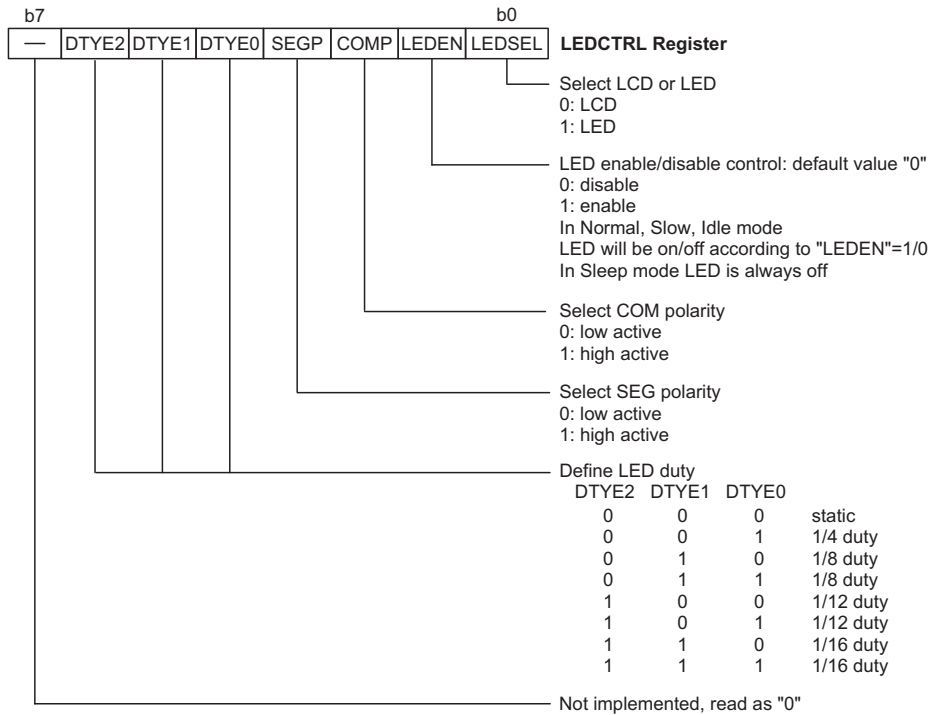 b7 b0
— DTYE2 DTYE1 DTYE0 SEGP COMP LEDEN LEDSEL LEDCTRL Register
Select LCD or LED
0: LCD
1: LED
LED enable/disable control: default value "0"
0: disable
1: enable
In Normal, Slow, Idle mode
LED will be on/off according to "LEDEN"=1/0
In Sleep mode LED is always off
Select COM polarity
0: low active
1: high active
Select SEG polarity
0: low active
1: high active
Define LED duty
DTYE2 DTYE1 DTYE0
0 0 0 static
0 0 1 1/4 duty
0 1 0 1/8 duty
0 1 1 1/8 duty
1 0 0 1/12 duty
1 0 1 1/12 duty
1 1 0 1/16 duty
1 1 1 1/16 duty
Not implemented, read as "0"